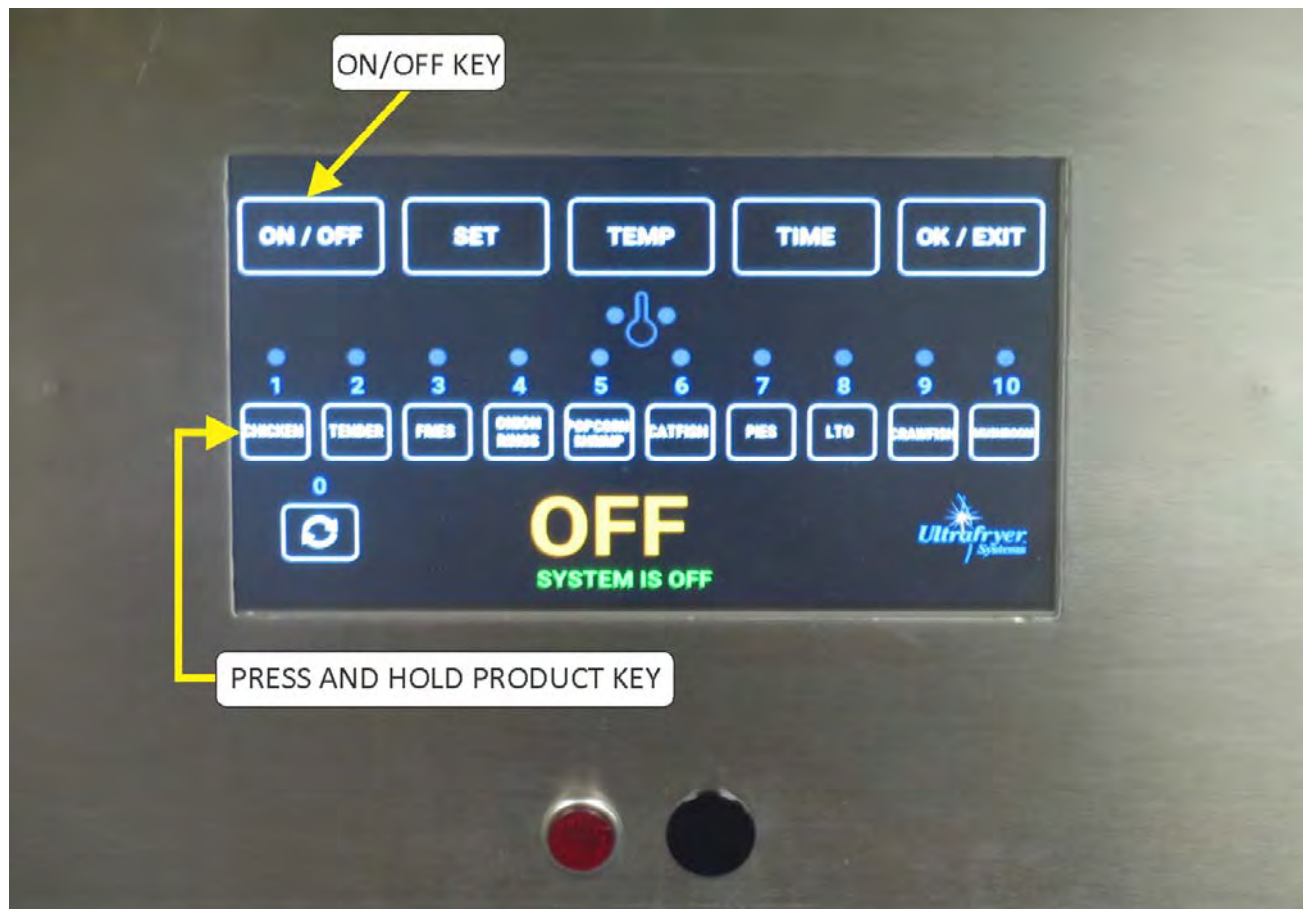 ON/OFF KEY
ON / OFF SET TEMP TIME OK / EXIT
1 2 3 4 5 6 7 8 9 10
CHICKEN TENDER FRIES ONION RINGS POPCORN SHRIMP CATFISH PIES LTO CRAWFISH MUSHROOM
0
OFF
Ultrafryer
Systems
SYSTEM IS OFF
PRESS AND HOLD PRODUCT KEY